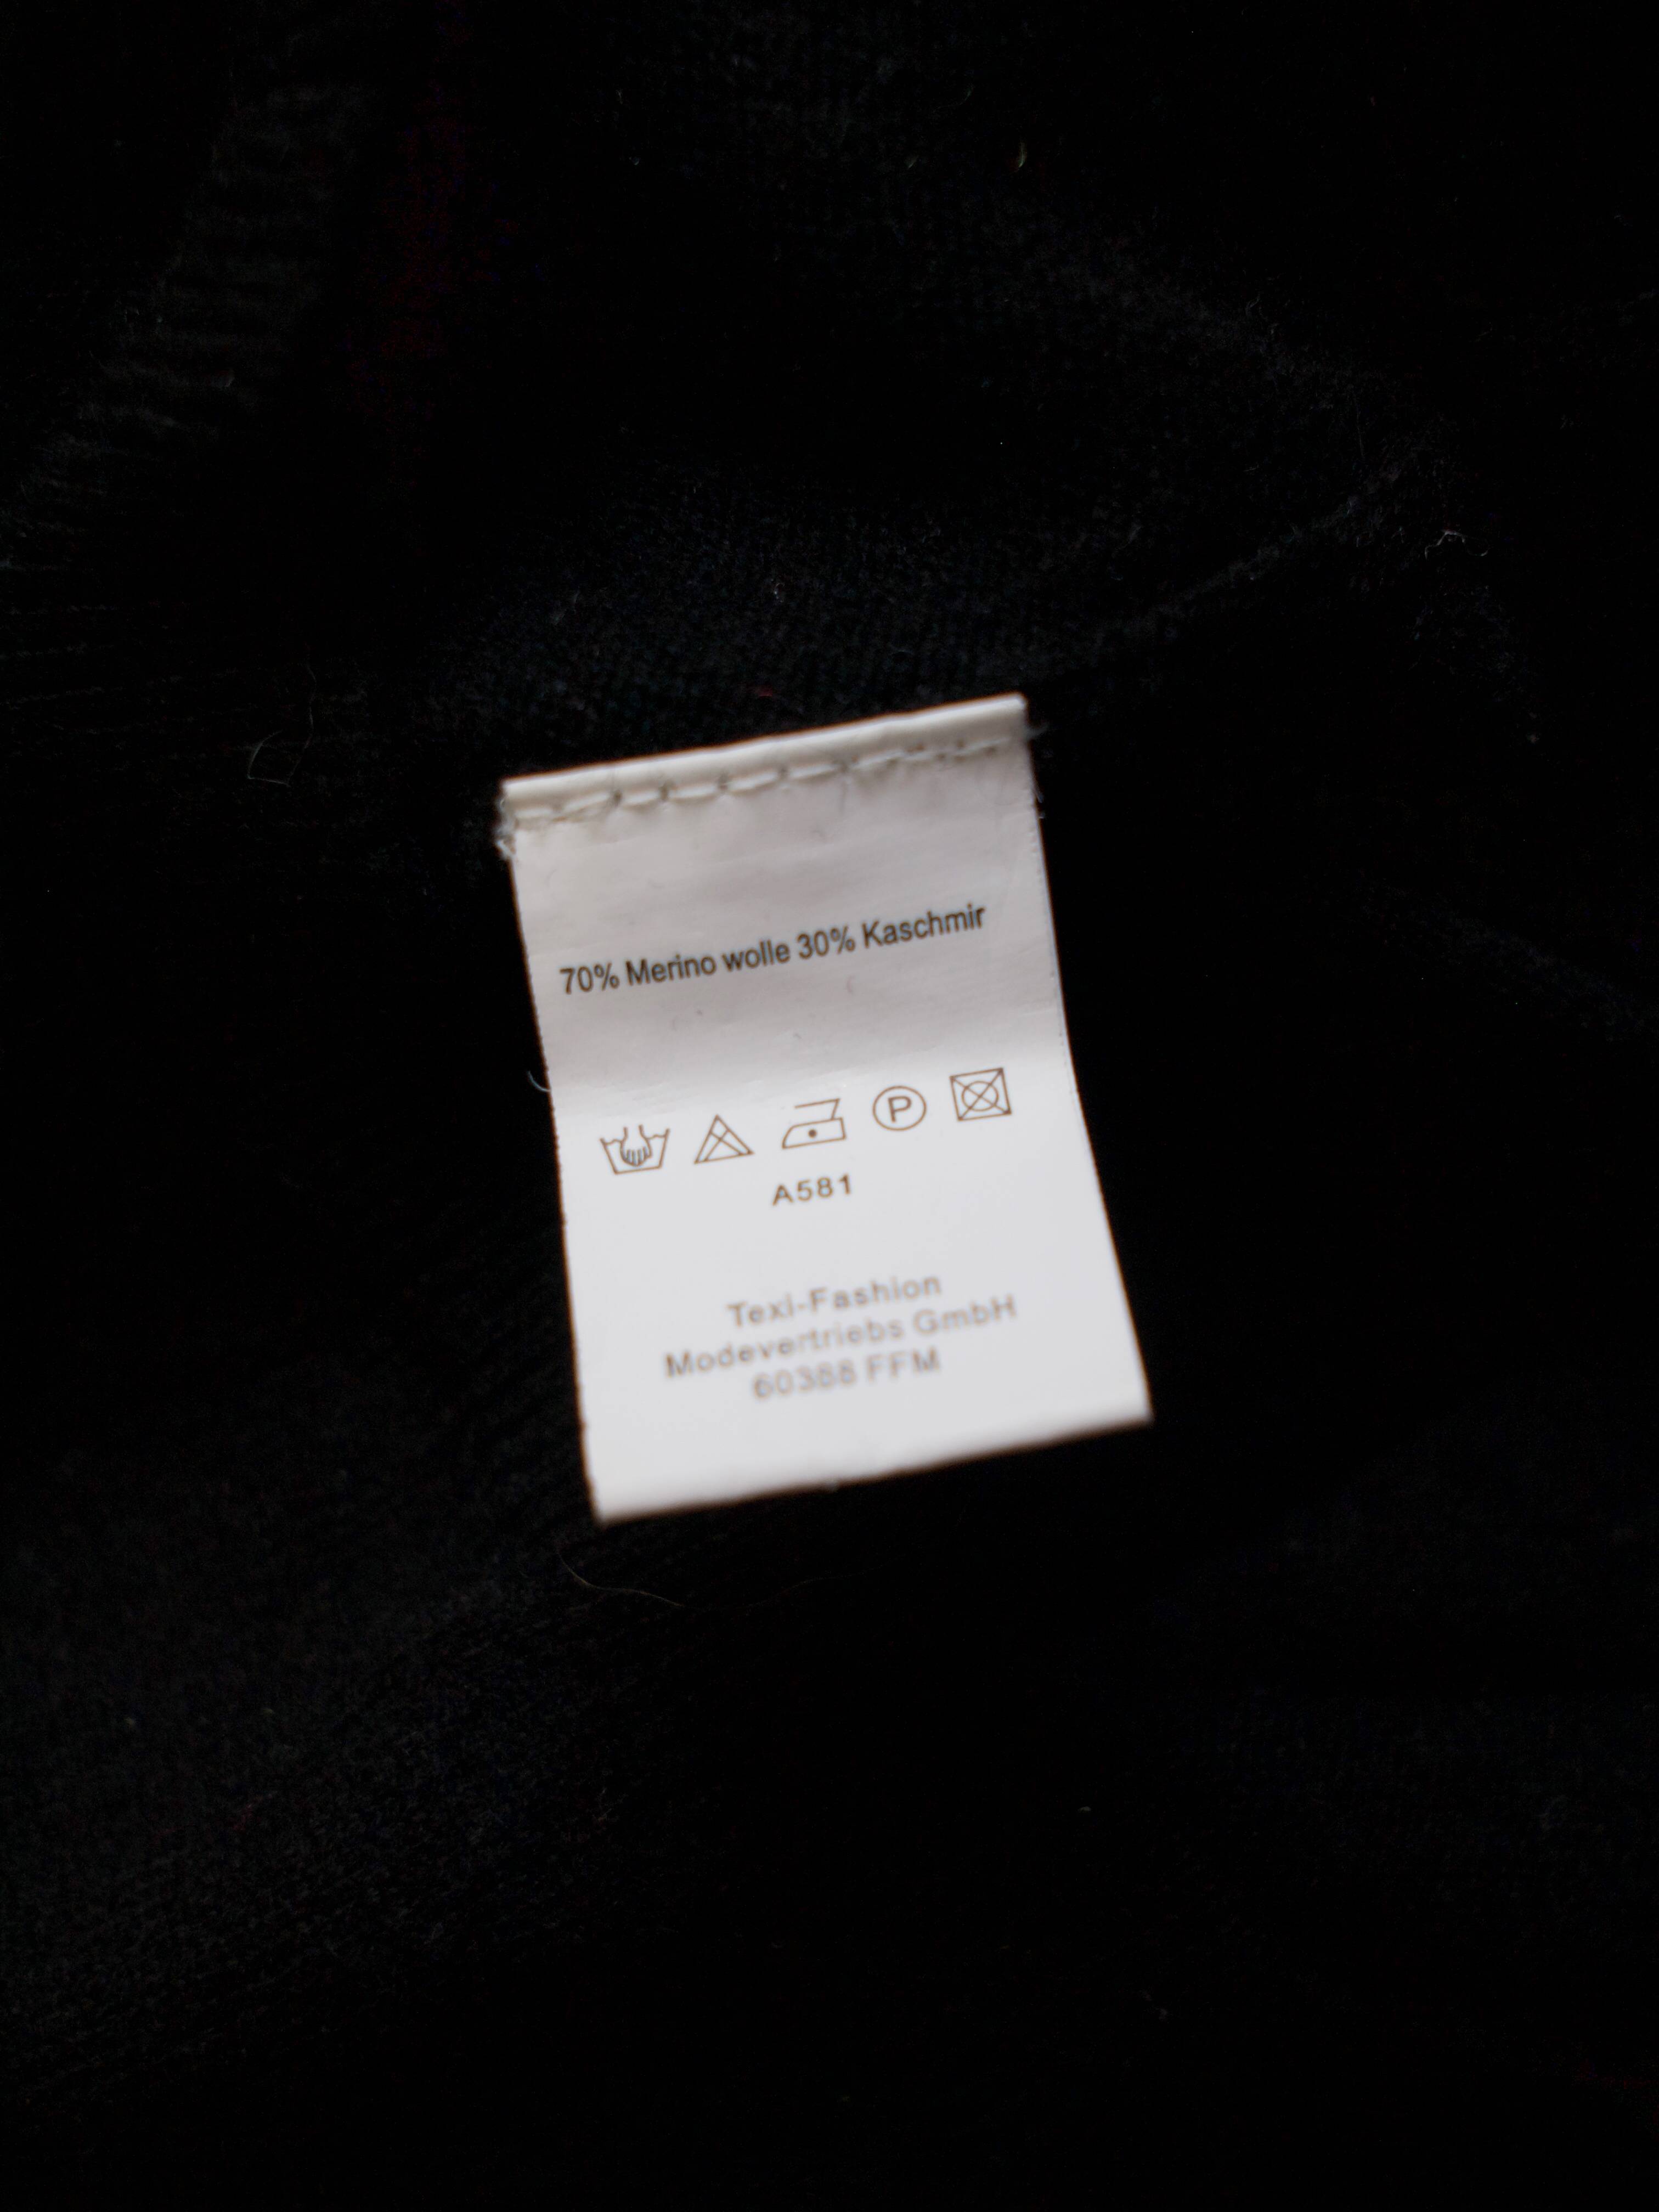 70% Merino wolle 30% Kaschmir
P
A581
Texi-Fashion
Modevertriebs GmbH
60388 FFM